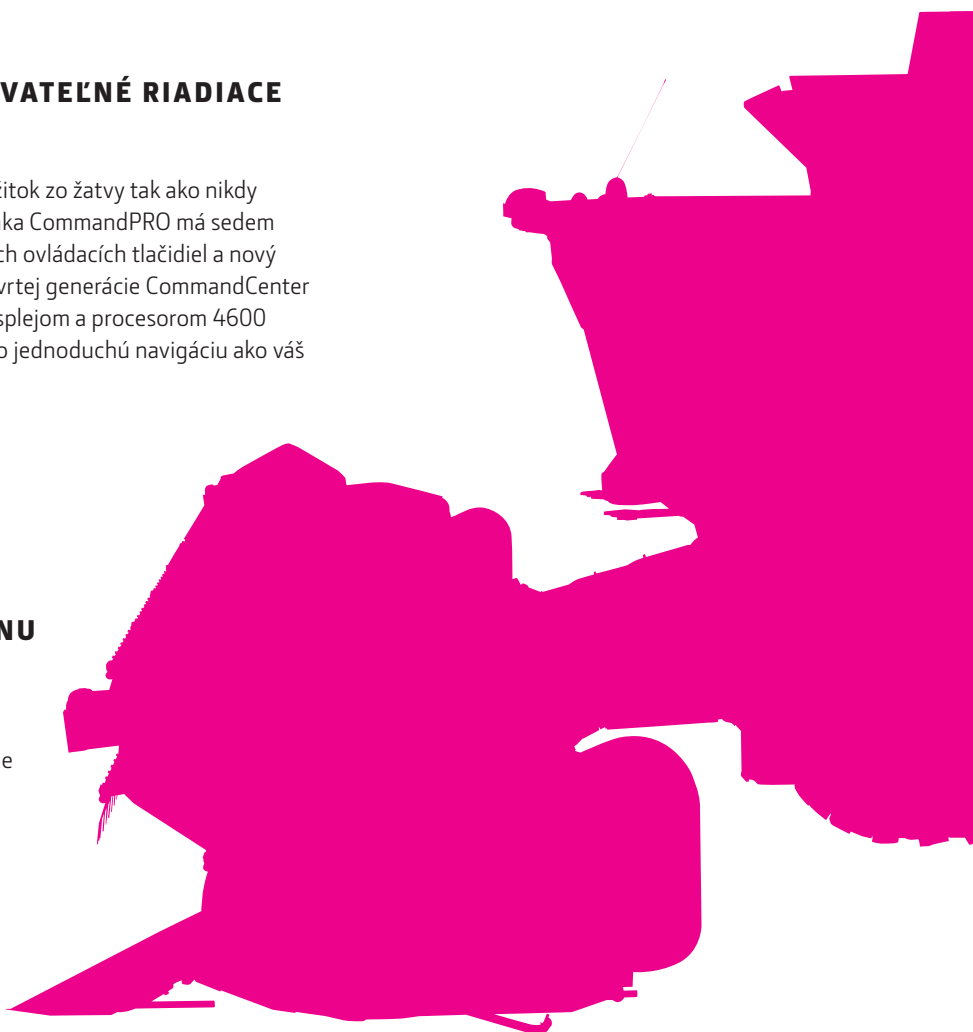 VATEĽNÉ RIADIACE
žitok zo žatvy tak ako nikdy
ka CommandPRO má sedem
ch ovládacích tlačidiel a nový
vrtej generácie CommandCenter
splejom a procesorom 4600
o jednoduchú navigáciu ako váš
NU
e